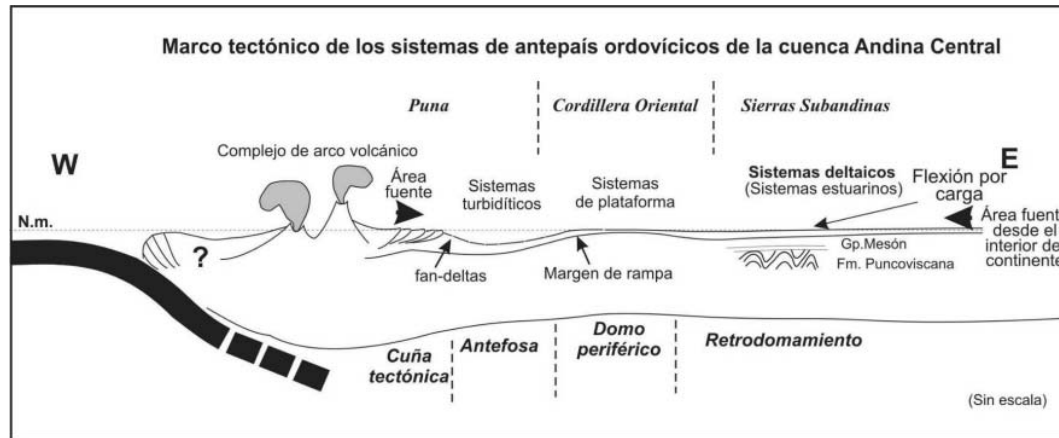 Marco tectónico de los sistemas de antepaís ordovícicos de la cuenca Andina Central
Puna
Cordillera Oriental
Sierras Subandinas
W
Complejo de arco volcánico
Área
fuente
Sistemas
turbidíticos
Sistemas
de plataforma
Sistemas deltaicos
(Sistemas estuarinos)
Flexión por
carga
E
N.m.
?
fan-deltas
Margen de rampa
Gp.Mesón
Fm. Puncoviscana
Área fuente
desde el
interior de
continente
Cuña
tectónica
Antefosa
Domo
periférico
Retrodomamiento
(Sin escala)